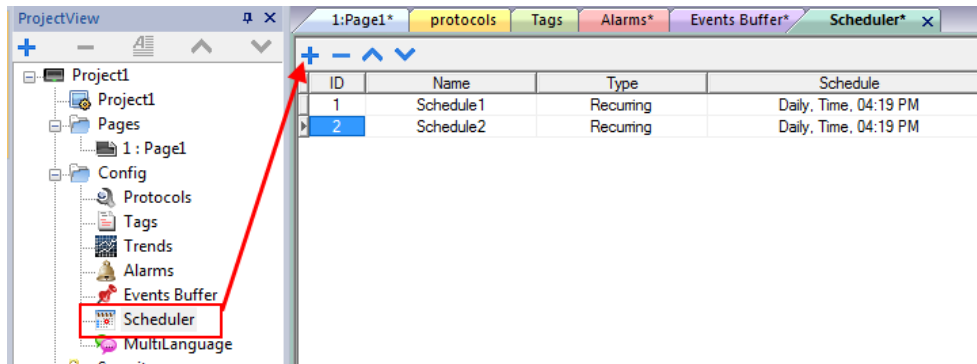 ProjectView
Project1
Project1
Pages
1 : Page1
Config
Protocols
Tags
Trends
Alarms
Events Buffer
Scheduler
MultiLanguage
1:Page1* protocols Tags Alarms* Events Buffer* Scheduler*
ID Name Type Schedule
1 Schedule1 Recurring Daily, Time, 04:19 PM
2 Schedule2 Recurring Daily, Time, 04:19 PM